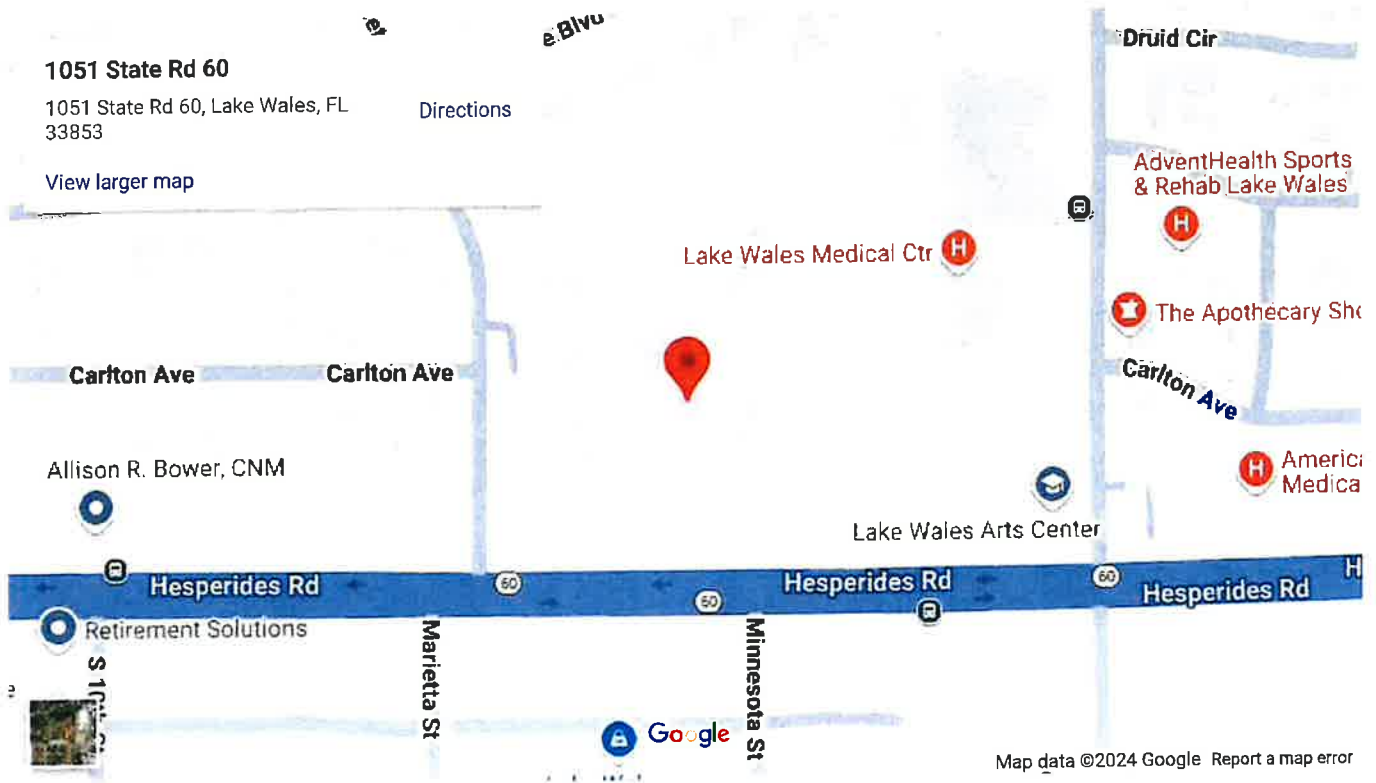 e Blvd
Druid Cir
1051 State Rd 60
1051 State Rd 60, Lake Wales, FL
33853
Directions
View larger map
AdventHealth Sports
& Rehab Lake Wales
Lake Wales Medical Ctr
The Apothecary Sho
Carlton Ave
Carlton Ave
Carlton Ave
Allison R. Bower, CNM
America
Medica
Lake Wales Arts Center
Hesperides Rd
60
60
Hesperides Rd
60
Hesperides Rd
H
Retirement Solutions
Marietta St
Minnesota St
Google
Map data ©2024 Google
Report a map error